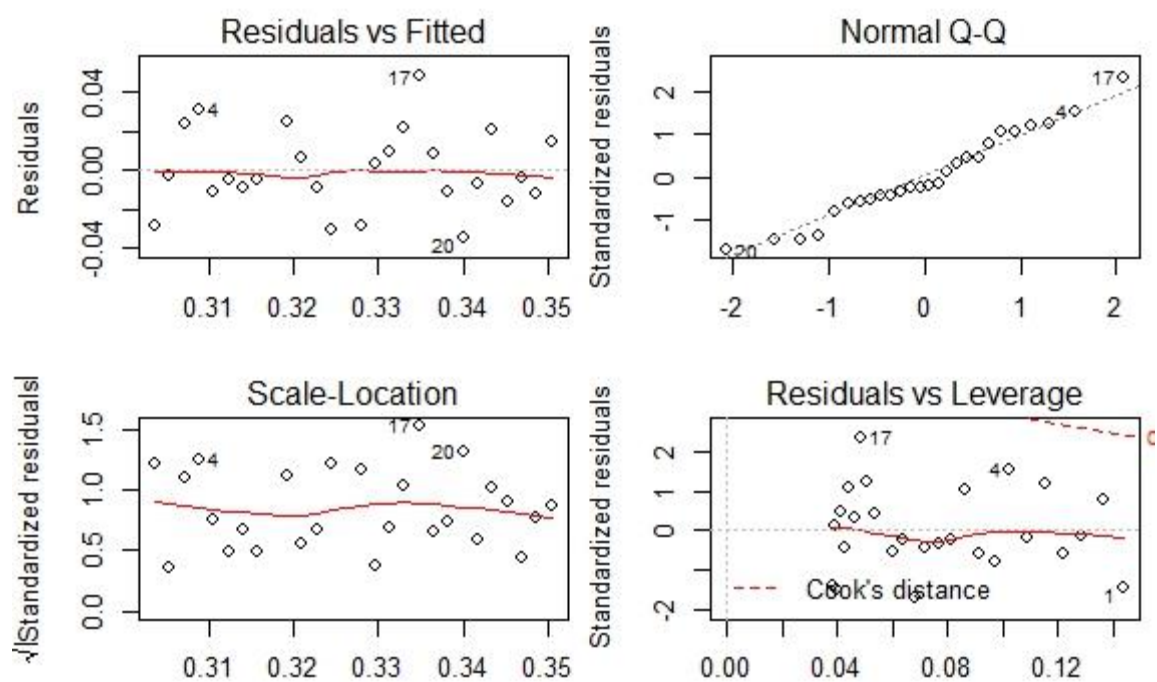 Residuals vs Fitted
Residuals
0.04
0.00
-0.04
4
17
20
0.31 0.32 0.33 0.34 0.35
Normal Q-Q
Standardized residuals
2
1
0
-1
17
4
20
-2 -1 0 1 2
Scale-Location
√|Standardized residuals|
1.5
1.0
0.5
0.0
4
17
20
0.31 0.32 0.33 0.34 0.35
Residuals vs Leverage
Standardized residuals
2
1
0
-2
17
4
1
Cook's distance
0.00 0.04 0.08 0.12